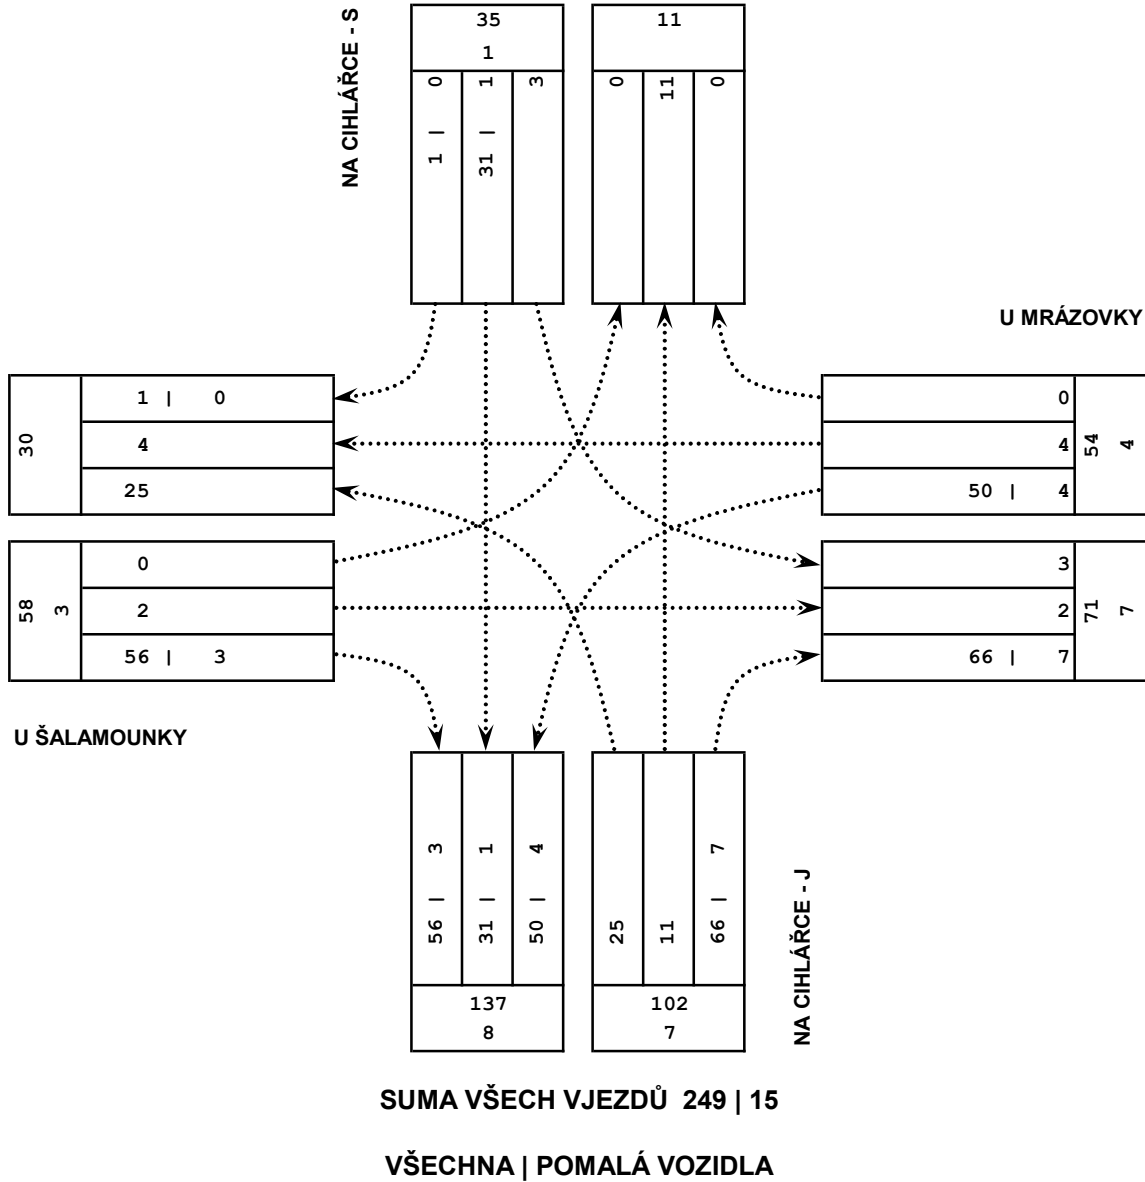 NA CIHLÁŘCE - S
35
1
1 | 0
31 | 1
3
11
0
11
0
U MRÁZOVKY
30
1 | 0
4
25
0
4
50 | 4
54
4
58
3
0
2
56 | 3
3
2
66 | 7
71
7
U ŠALAMOUNKY
56 | 3
31 | 1
50 | 4
137
8
25
11
66 | 7
102
7
NA CIHLÁŘCE - J
SUMA VŠECH VJEZDŮ 249 | 15
VŠECHNA | POMALÁ VOZIDLA